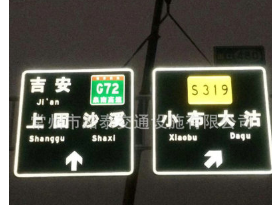 吉安
Ji'an
G72
上固 沙溪
Shanggu Shaxi
S319
小布 大沽
Xiaobu Dagu